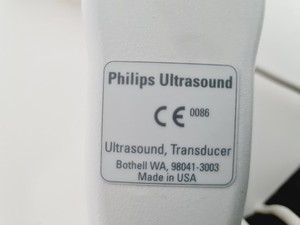 Philips Ultrasound
CE 0086
Ultrasound, Transducer
Bothell WA, 98041-3003
Made in USA